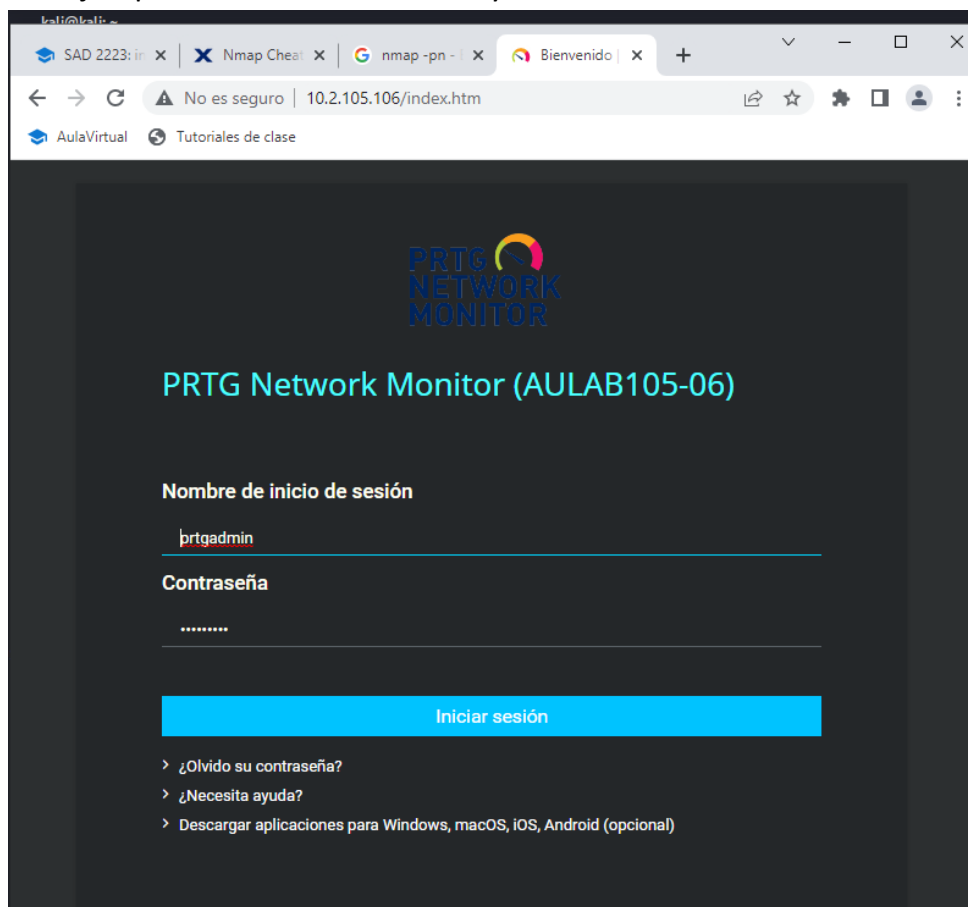 kali@kali: ~
SAD 2223: in
Nmap Cheat
nmap -pn -
Bienvenido |
No es seguro | 10.2.105.106/index.htm
AulaVirtual
Tutoriales de clase
PRTG
NETWORK
MONITOR
PRTG Network Monitor (AULAB105-06)
Nombre de inicio de sesión
prtgadmin
Contraseña
•••••••••
Iniciar sesión
¿Olvido su contraseña?
¿Necesita ayuda?
Descargar aplicaciones para Windows, macOS, iOS, Android (opcional)